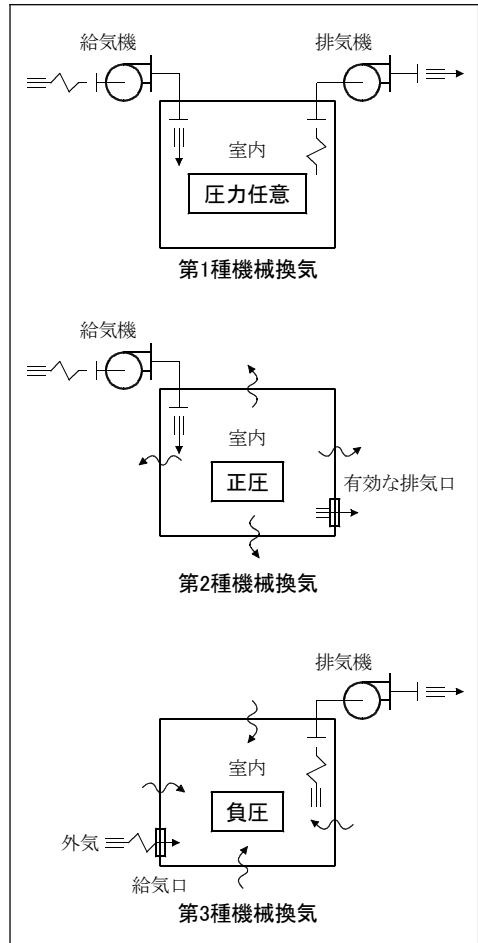 給気機
排気機
室内
圧力任意
第1種機械換気
給気機
室内
正圧
有効な排気口
第2種機械換気
排気機
室内
負圧
外気
給気口
第3種機械換気